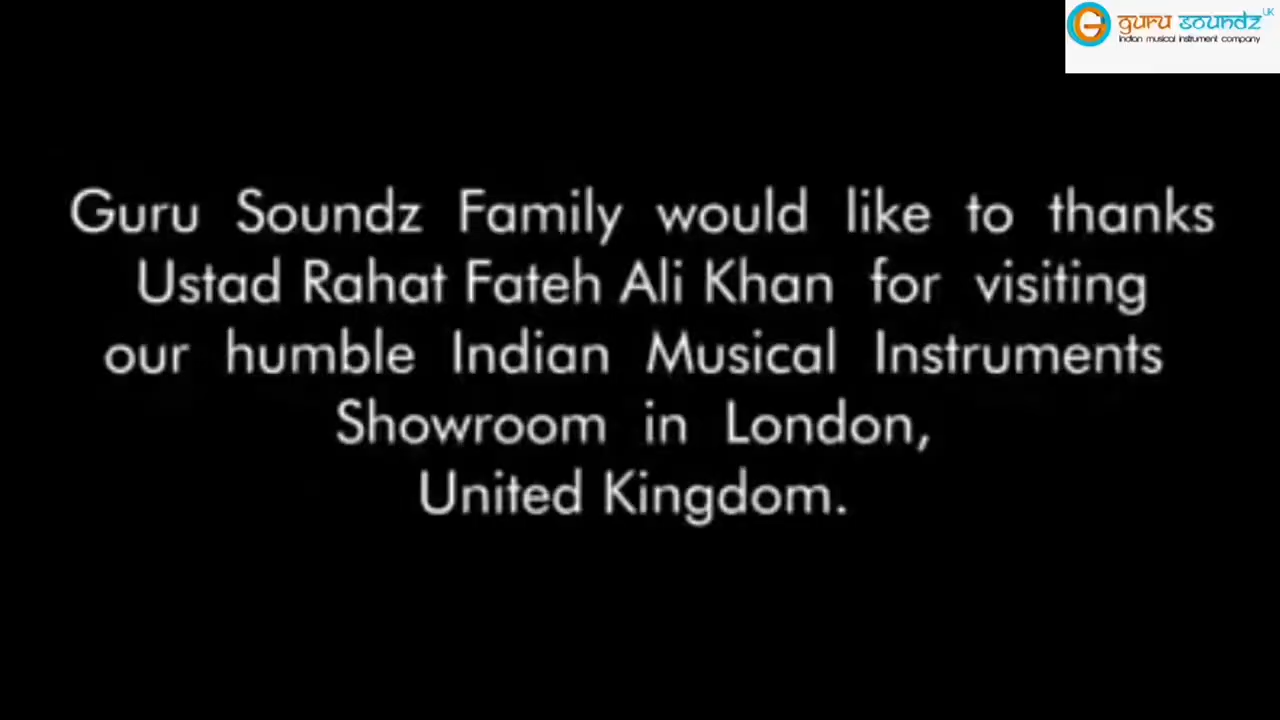 guru soundz UK
indian musical instrument company
Guru Soundz Family would like to thanks
Ustad Rahat Fateh Ali Khan for visiting
our humble Indian Musical Instruments
Showroom in London,
United Kingdom.